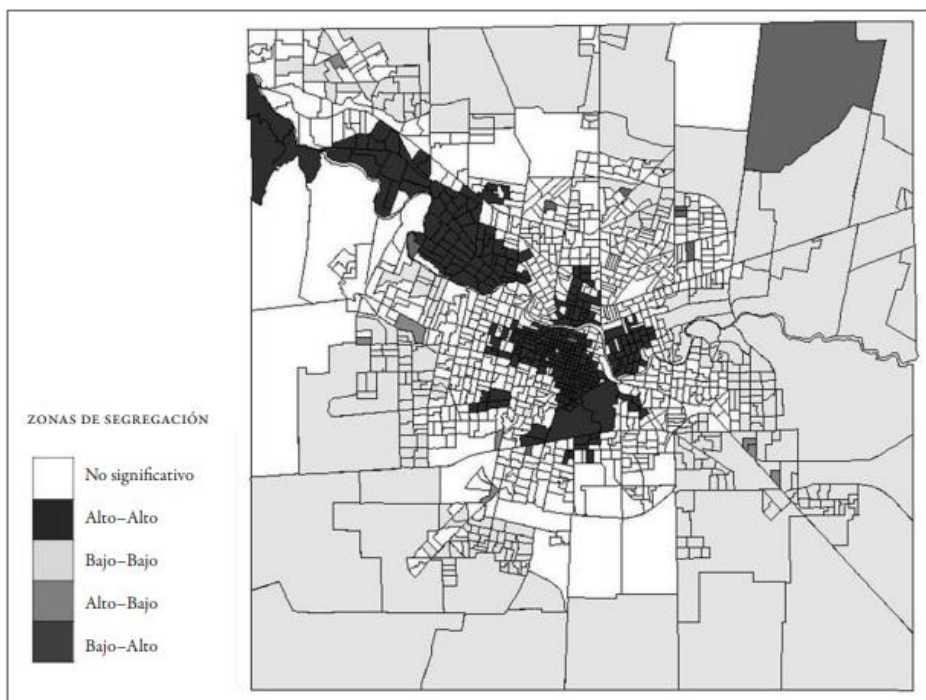 ZONAS DE SEGREGACIÓN
No significativo
Alto–Alto
Bajo–Bajo
Alto–Bajo
Bajo–Alto